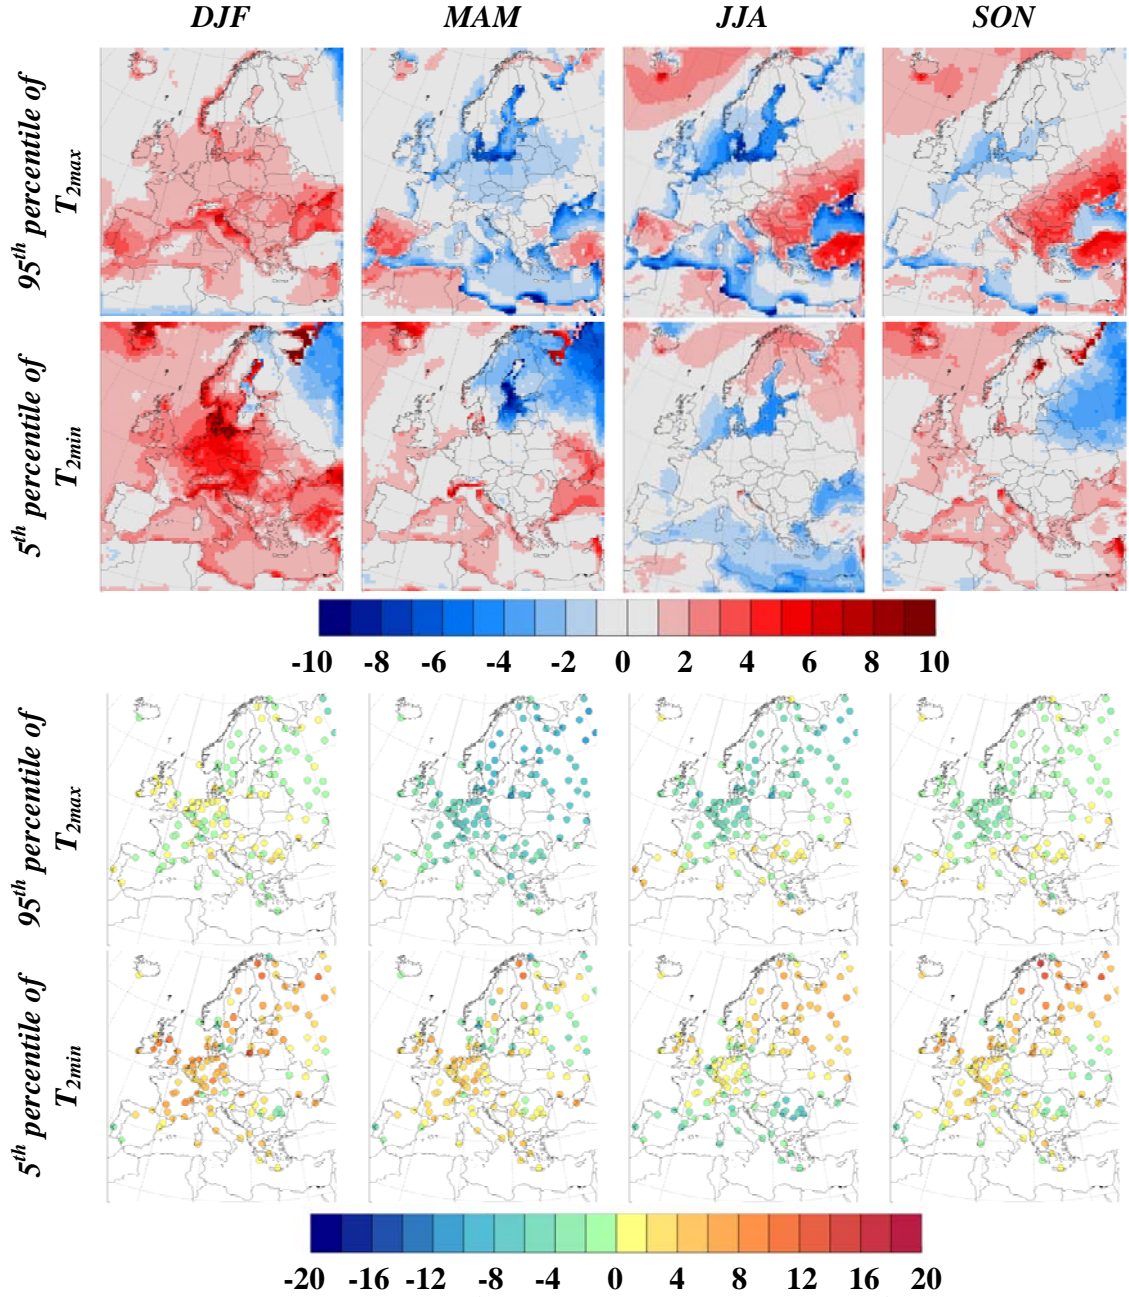 DJF MAM JJA SON
95th percentile of
T2max
5th percentile of
T2min
-10 -8 -6 -4 -2 0 2 4 6 8 10
95th percentile of
T2max
5th percentile of
T2min
-20 -16 -12 -8 -4 0 4 8 12 16 20